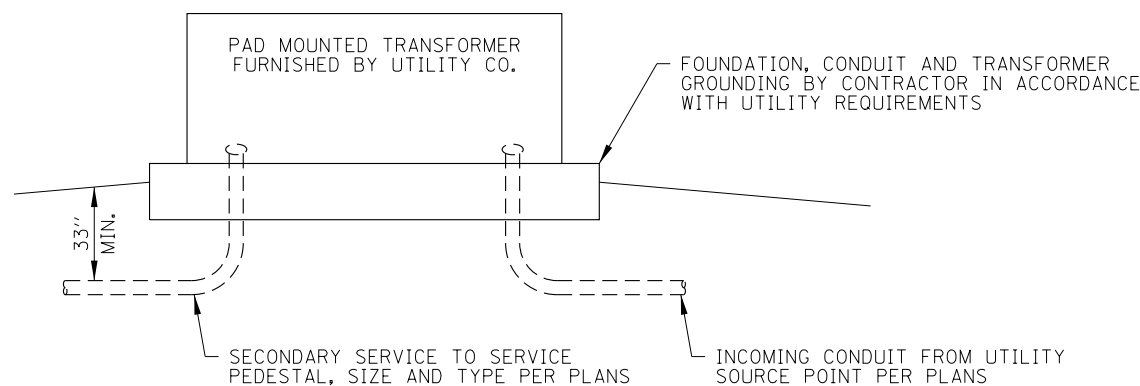 PAD MOUNTED TRANSFORMER
FURNISHED BY UTILITY CO.
FOUNDATION, CONDUIT AND TRANSFORMER
GROUNDING BY CONTRACTOR IN ACCORDANCE
WITH UTILITY REQUIREMENTS
33''
MIN.
SECONDARY SERVICE TO SERVICE
PEDESTAL, SIZE AND TYPE PER PLANS
INCOMING CONDUIT FROM UTILITY
SOURCE POINT PER PLANS